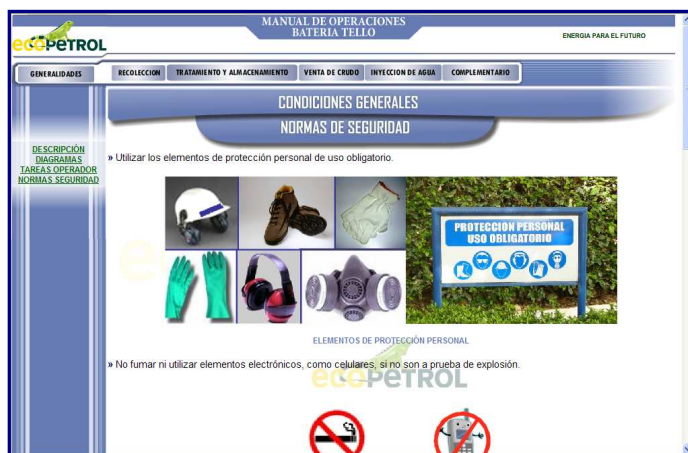 MANUAL DE OPERACIONES
BATERIA TELLO
ecoPETROL
ENERGIA PARA EL FUTURO
GENERALIDADES
RECOLECCION
TRATAMIENTO Y ALMACENAMIENTO
VENTA DE CRUDO
INYECCION DE AGUA
COMPLEMENTARIO
CONDICIONES GENERALES
NORMAS DE SEGURIDAD
DESCRIPCIÓN
DIAGRAMAS
TAREAS OPERADOR
NORMAS SEGURIDAD
» Utilizar los elementos de protección personal de uso obligatorio.
PROTECCION PERSONAL
USO OBLIGATORIO
ELEMENTOS DE PROTECCIÓN PERSONAL
» No fumar ni utilizar elementos electrónicos, como celulares, si no son a prueba de explosión.
ecoPETROL